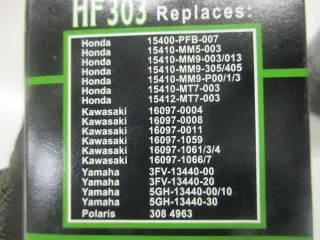 HF303 Replaces:
Honda 15400-PFB-007
Honda 15410-MM5-003
Honda 15410-MM9-003/013
Honda 15410-MM9-305/405
Honda 15410-MM9-P00/1/3
Honda 15410-MT7-003
Honda 15412-MT7-003
Kawasaki 16097-0004
Kawasaki 16097-0008
Kawasaki 16097-0011
Kawasaki 16097-1059
Kawasaki 16097-1061/3/4
Kawasaki 16097-1066/7
Yamaha 3FV-13440-00
Yamaha 3FV-13440-20
Yamaha 5GH-13440-00/10
Yamaha 5GH-13440-30
Polaris 308 4963